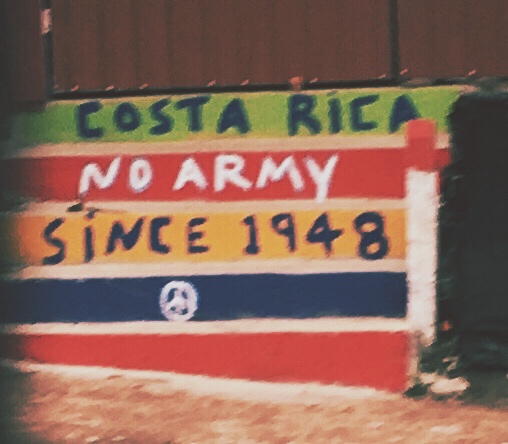 COSTA RICA
NO ARMY
SINCE 1948